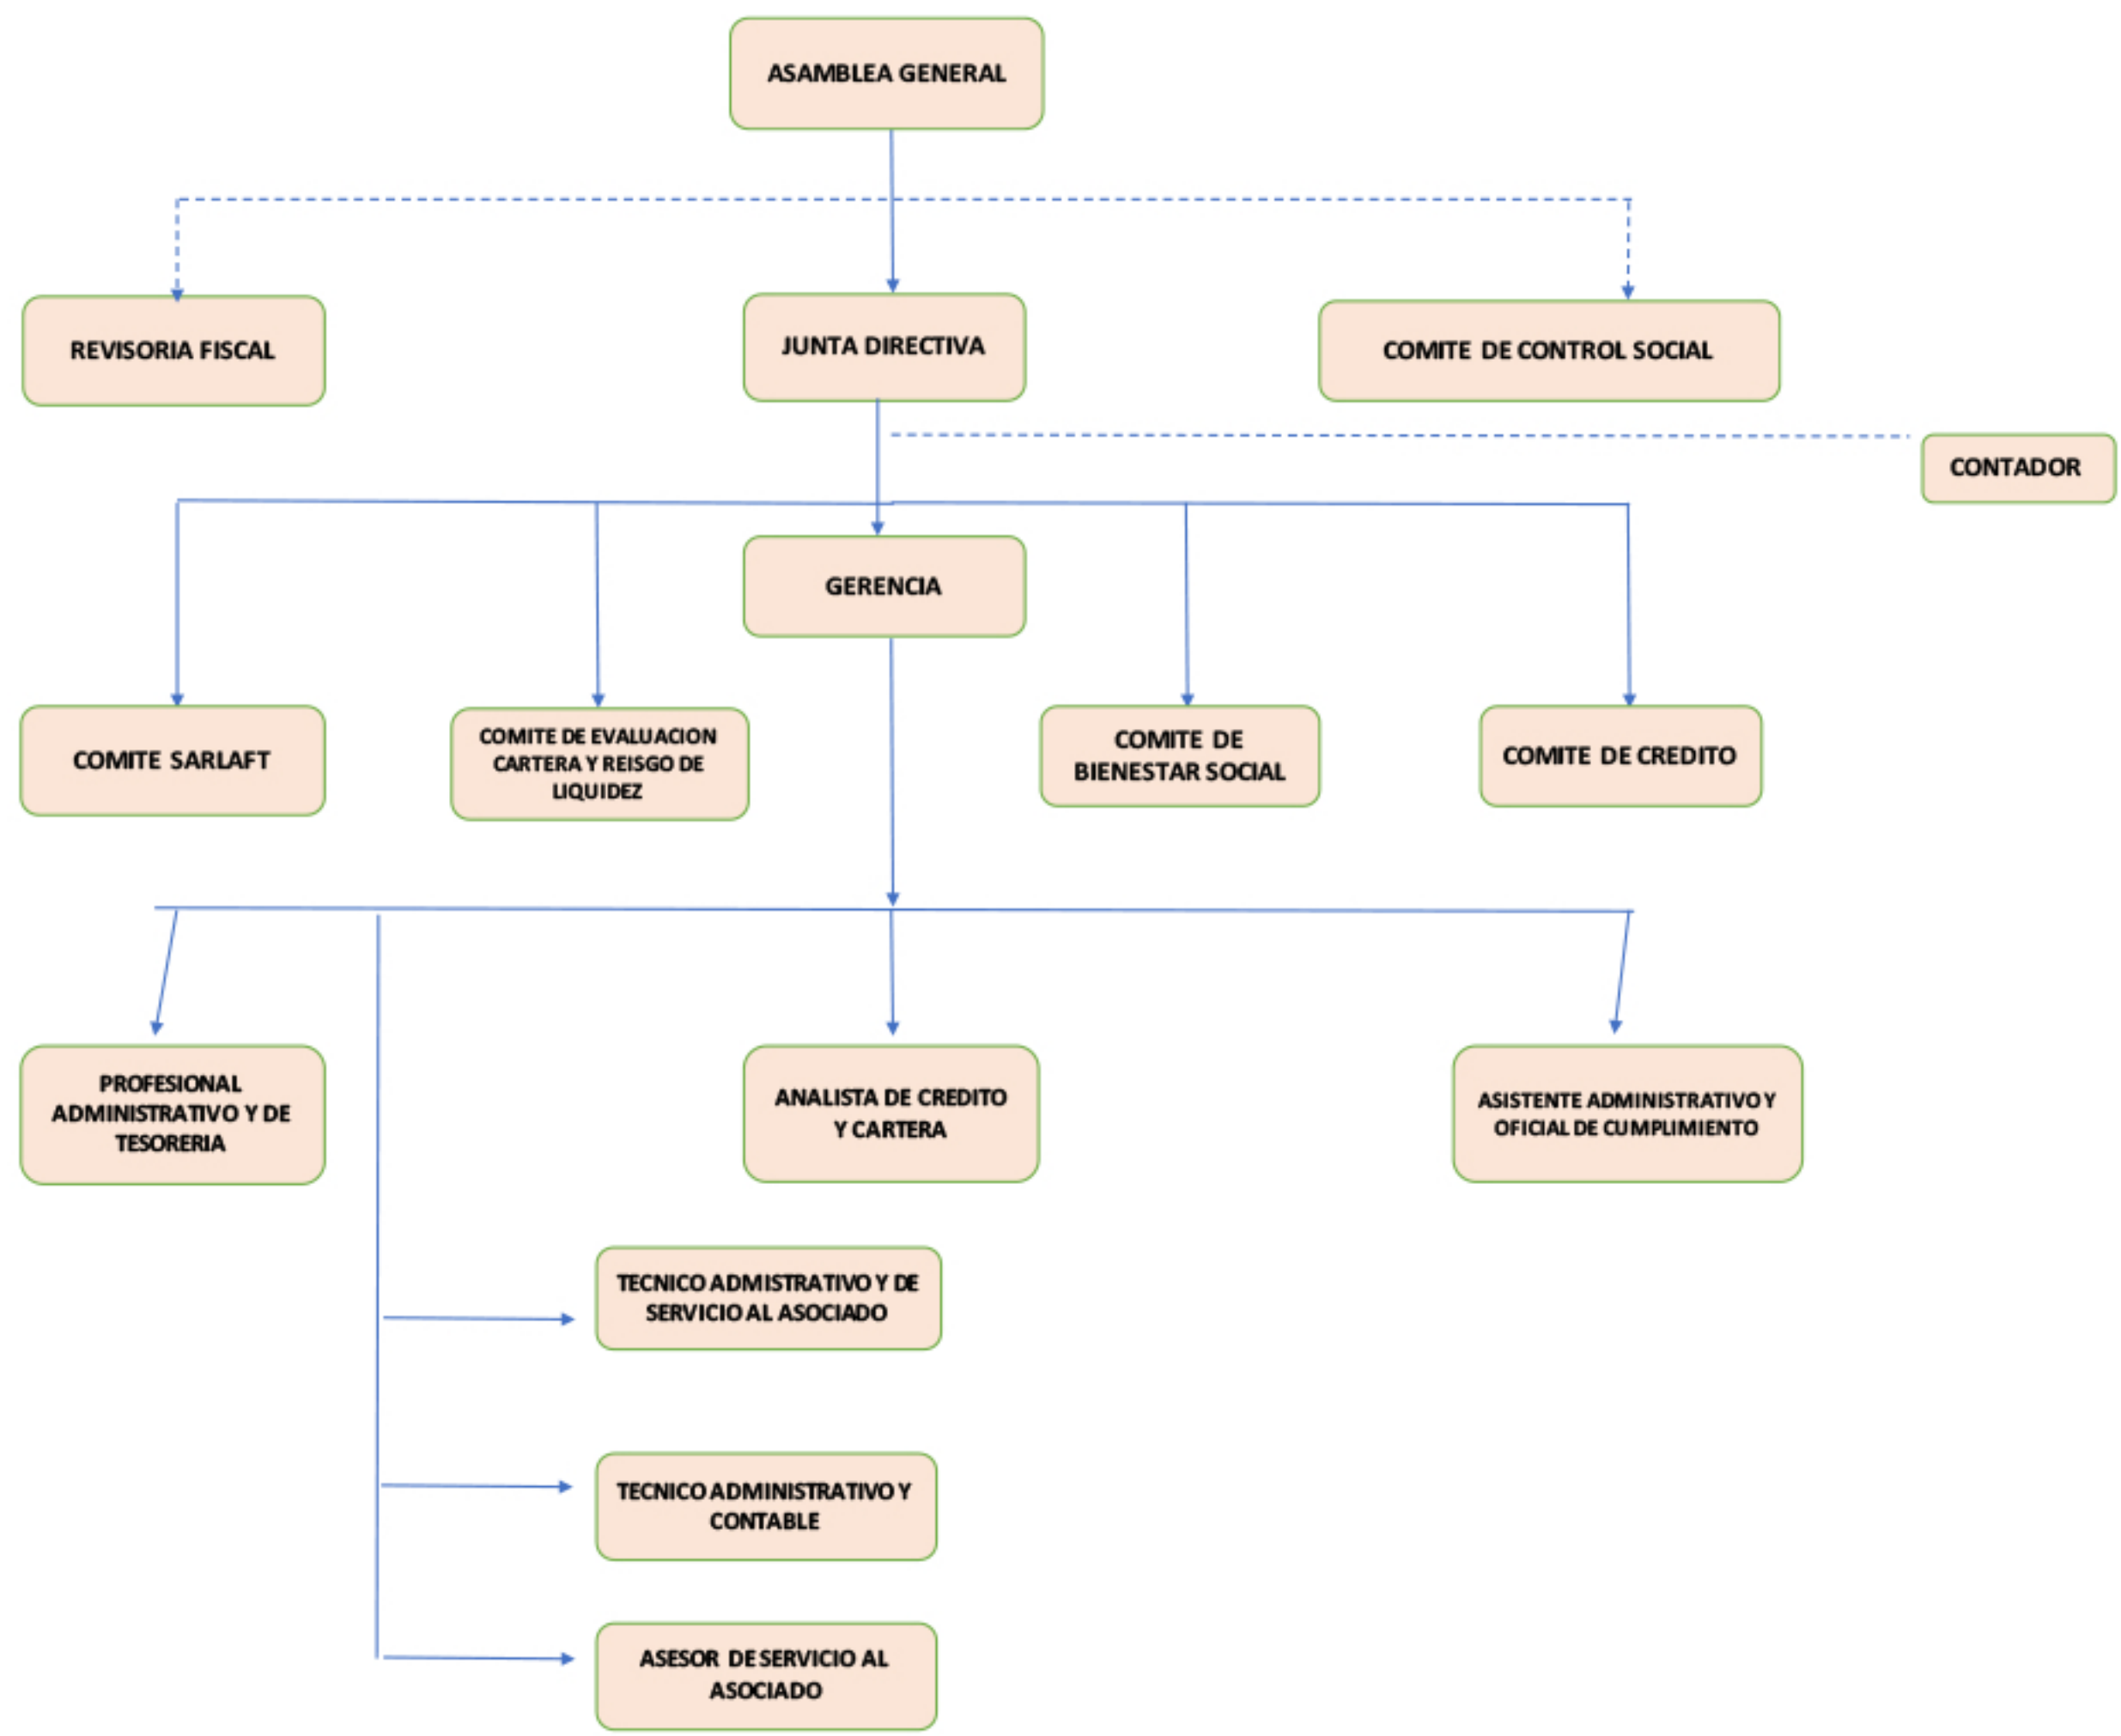 ASAMBLEA GENERAL
REVISORIA FISCAL
JUNTA DIRECTIVA
COMITE DE CONTROL SOCIAL
CONTADOR
GERENCIA
COMITE SARLAFT
COMITE DE EVALUACION
CARTERA Y REISGO DE
LIQUIDEZ
COMITE DE
BIENESTAR SOCIAL
COMITE DE CREDITO
PROFESIONAL
ADMINISTRATIVO Y DE
TESORERIA
ANALISTA DE CREDITO
Y CARTERA
ASISTENTE ADMINISTRATIVO Y
OFICIAL DE CUMPLIMIENTO
TECNICO ADMISTRATIVO Y DE
SERVICIO AL ASOCIADO
TECNICO ADMINISTRATIVO Y
CONTABLE
ASESOR DE SERVICIO AL
ASOCIADO